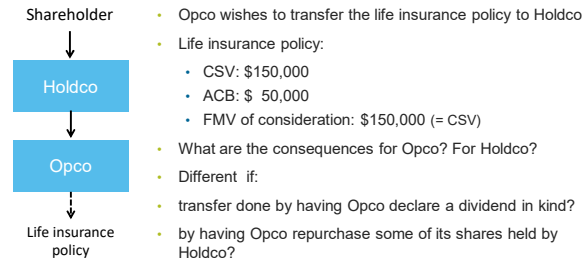 Shareholder
Holdco
Opco
Life insurance
policy
• Opco wishes to transfer the life insurance policy to Holdco
• Life insurance policy:
• CSV: $150,000
• ACB: $ 50,000
• FMV of consideration: $150,000 (= CSV)
• What are the consequences for Opco? For Holdco?
• Different if:
• transfer done by having Opco declare a dividend in kind?
• by having Opco repurchase some of its shares held by
Holdco?